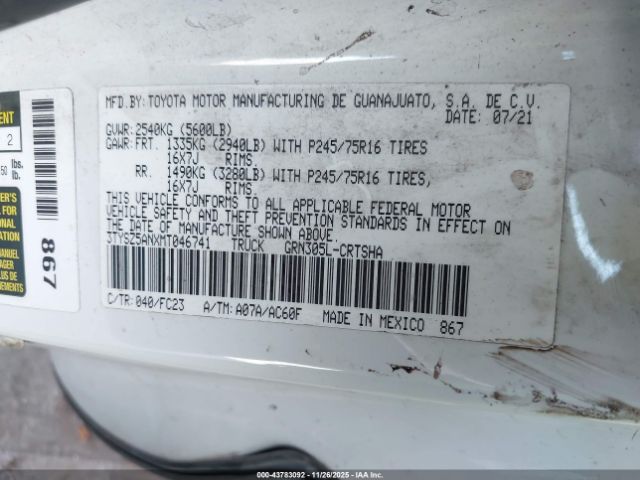 MFD.BY:TOYOTA MOTOR MANUFACTURING DE GUANAJUATO, S.A. DE C.V.
DATE: 07/21
GVWR:2540KG (5600LB)
GAWR:FRT. 1335KG (2940LB) WITH P245/75R16 TIRES
16X7J RIMS.
RR. 1490KG (3280LB) WITH P245/75R16 TIRES,
16X7J RIMS.
THIS VEHICLE CONFORMS TO ALL APPLICABLE FEDERAL MOTOR
VEHICLE SAFETY AND THEFT PREVENTION STANDARDS IN EFFECT ON
THE DATE OF MANUFACTURE SHOWN ABOVE.
3TYSZ5ANXMT046741 TRUCK GRN305L-CRTSHA
C/TR:040/FC23 A/TM:A07A/AC60F MADE IN MEXICO 867
2
50 lbs.
lb.
867
000-43783092 - 11/26/2025 - IAA Inc.